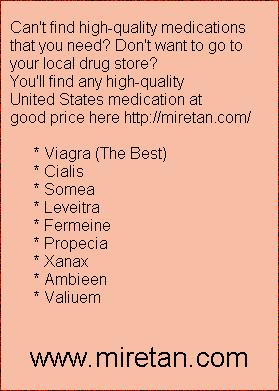 Can't find high-quality medications
that you need? Don't want to go to
your local drug store?
You'll find any high-quality
United States medication at
good price here http://miretan.com/
* Viagra (The Best)
* Cialis
* Somea
* Leveitra
* Fermeine
* Propecia
* Xanax
* Ambieen
* Valiuem
www.miretan.com